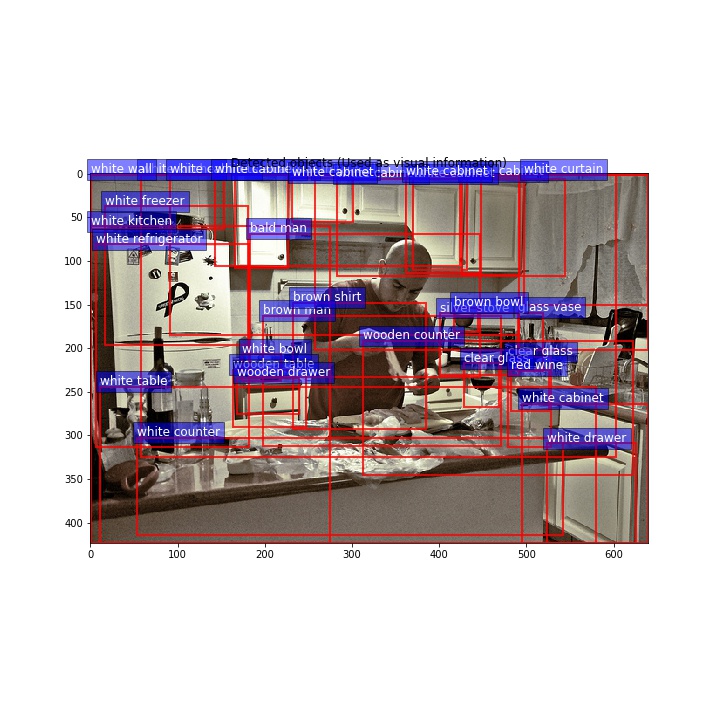 Detected objects (Used as visual information)
white wall
white cabinet
white cabinet
white cabinet
white curtain
white freezer
white kitchen
bald man
white refrigerator
brown shirt
brown bowl
brown man
silver stove
glass vase
wooden counter
white bowl
clear glass
clear glass
wooden table
red wine
wooden drawer
white table
white cabinet
white counter
white drawer
0
50
100
150
200
250
300
350
400
0
100
200
300
400
500
600